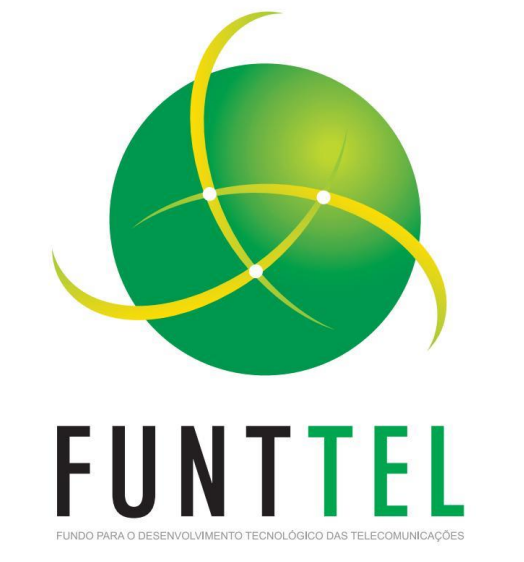 FUNTTEL
FUNDO PARA O DESENVOLVIMENTO TECNOLÓGICO DAS TELECOMUNICAÇÕES